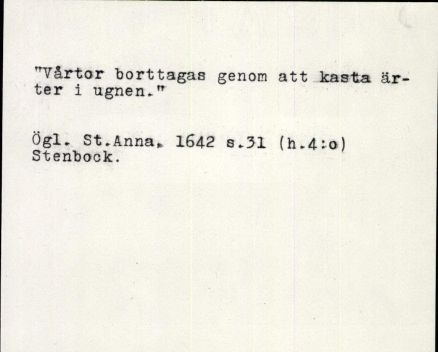 "Vårtor borttagas genom att kasta är-
ter i ugnen."
Ögl. St.Anna, 1642 s.31 (h.4:o)
Stenbock.